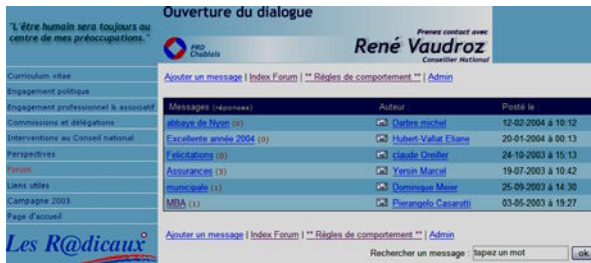 "L'être humain sera toujours au
centre de mes préoccupations."
Ouverture du dialogue
PRD
Chablais
Prenez contact avec
René Vaudroz
Conseiller National
Curriculum vitae
Engagement politique
Engagement professionnel & associatif
Commissions et délégations
Interventions au Conseil national
Perspectives
Forum
Liens utiles
Campagne 2003
Page d'accueil
Les R@dicaux
Ajouter un message | Index Forum | ** Règles de comportement ** | Admin
Messages (réponses) Auteur : Posté le :
abbaye de Nyon (0) Darbre michel 12-02-2004 à 10:12
Excellente année 2004 (0) Hubert-Vallat Eliane 20-01-2004 à 00:13
Felicitations (0) claude Oreiller 24-10-2003 à 15:13
Assurances (3) Yersin Marcel 19-07-2003 à 10:42
municipale (1) Dominique Meier 25-09-2003 à 14:30
MBA (1) Pierangelo Casarotti 03-05-2003 à 19:27
Ajouter un message | Index Forum | ** Règles de comportement ** | Admin
Rechercher un message : tapez un mot ok